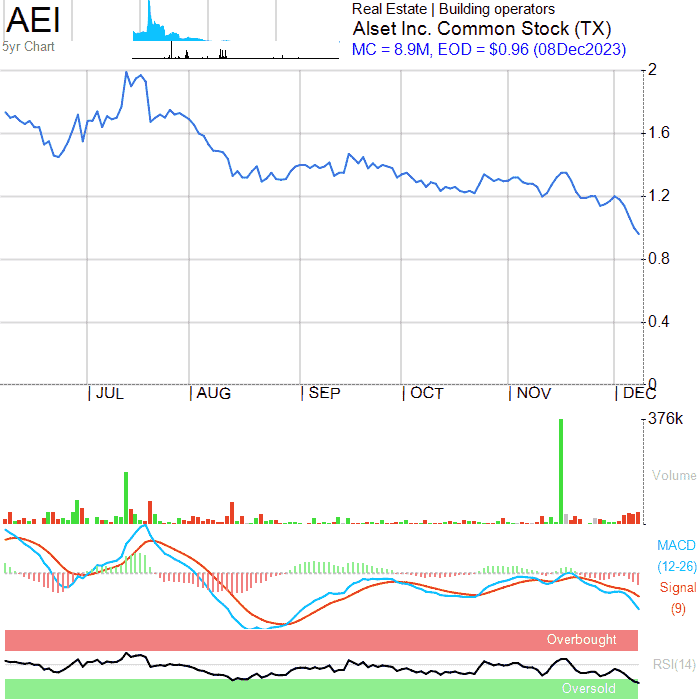 AEI
5yr Chart
Real Estate | Building operators
Alset Inc. Common Stock (TX)
MC = 8.9M, EOD = $0.96 (08Dec2023)
2
1.6
1.2
0.8
0.4
0
JUL AUG SEP OCT NOV DEC
376k
Volume
MACD
(12-26)
Signal
(9)
Overbought
RSI(14)
Oversold